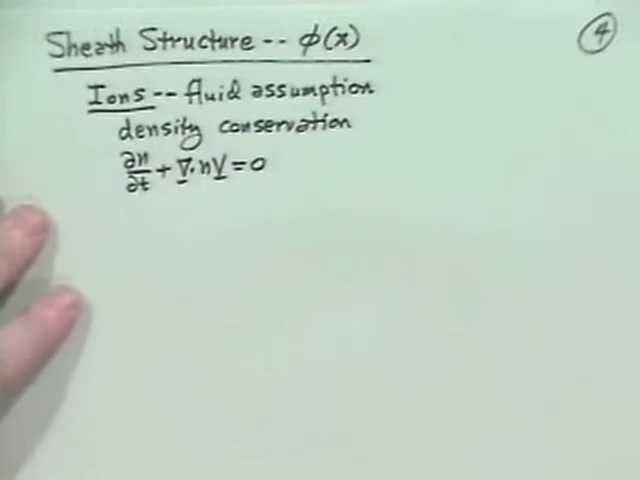 Sheath Structure -- φ(x)
4
Ions -- fluid assumption
density conservation
∂n/∂t + ∇·nV = 0